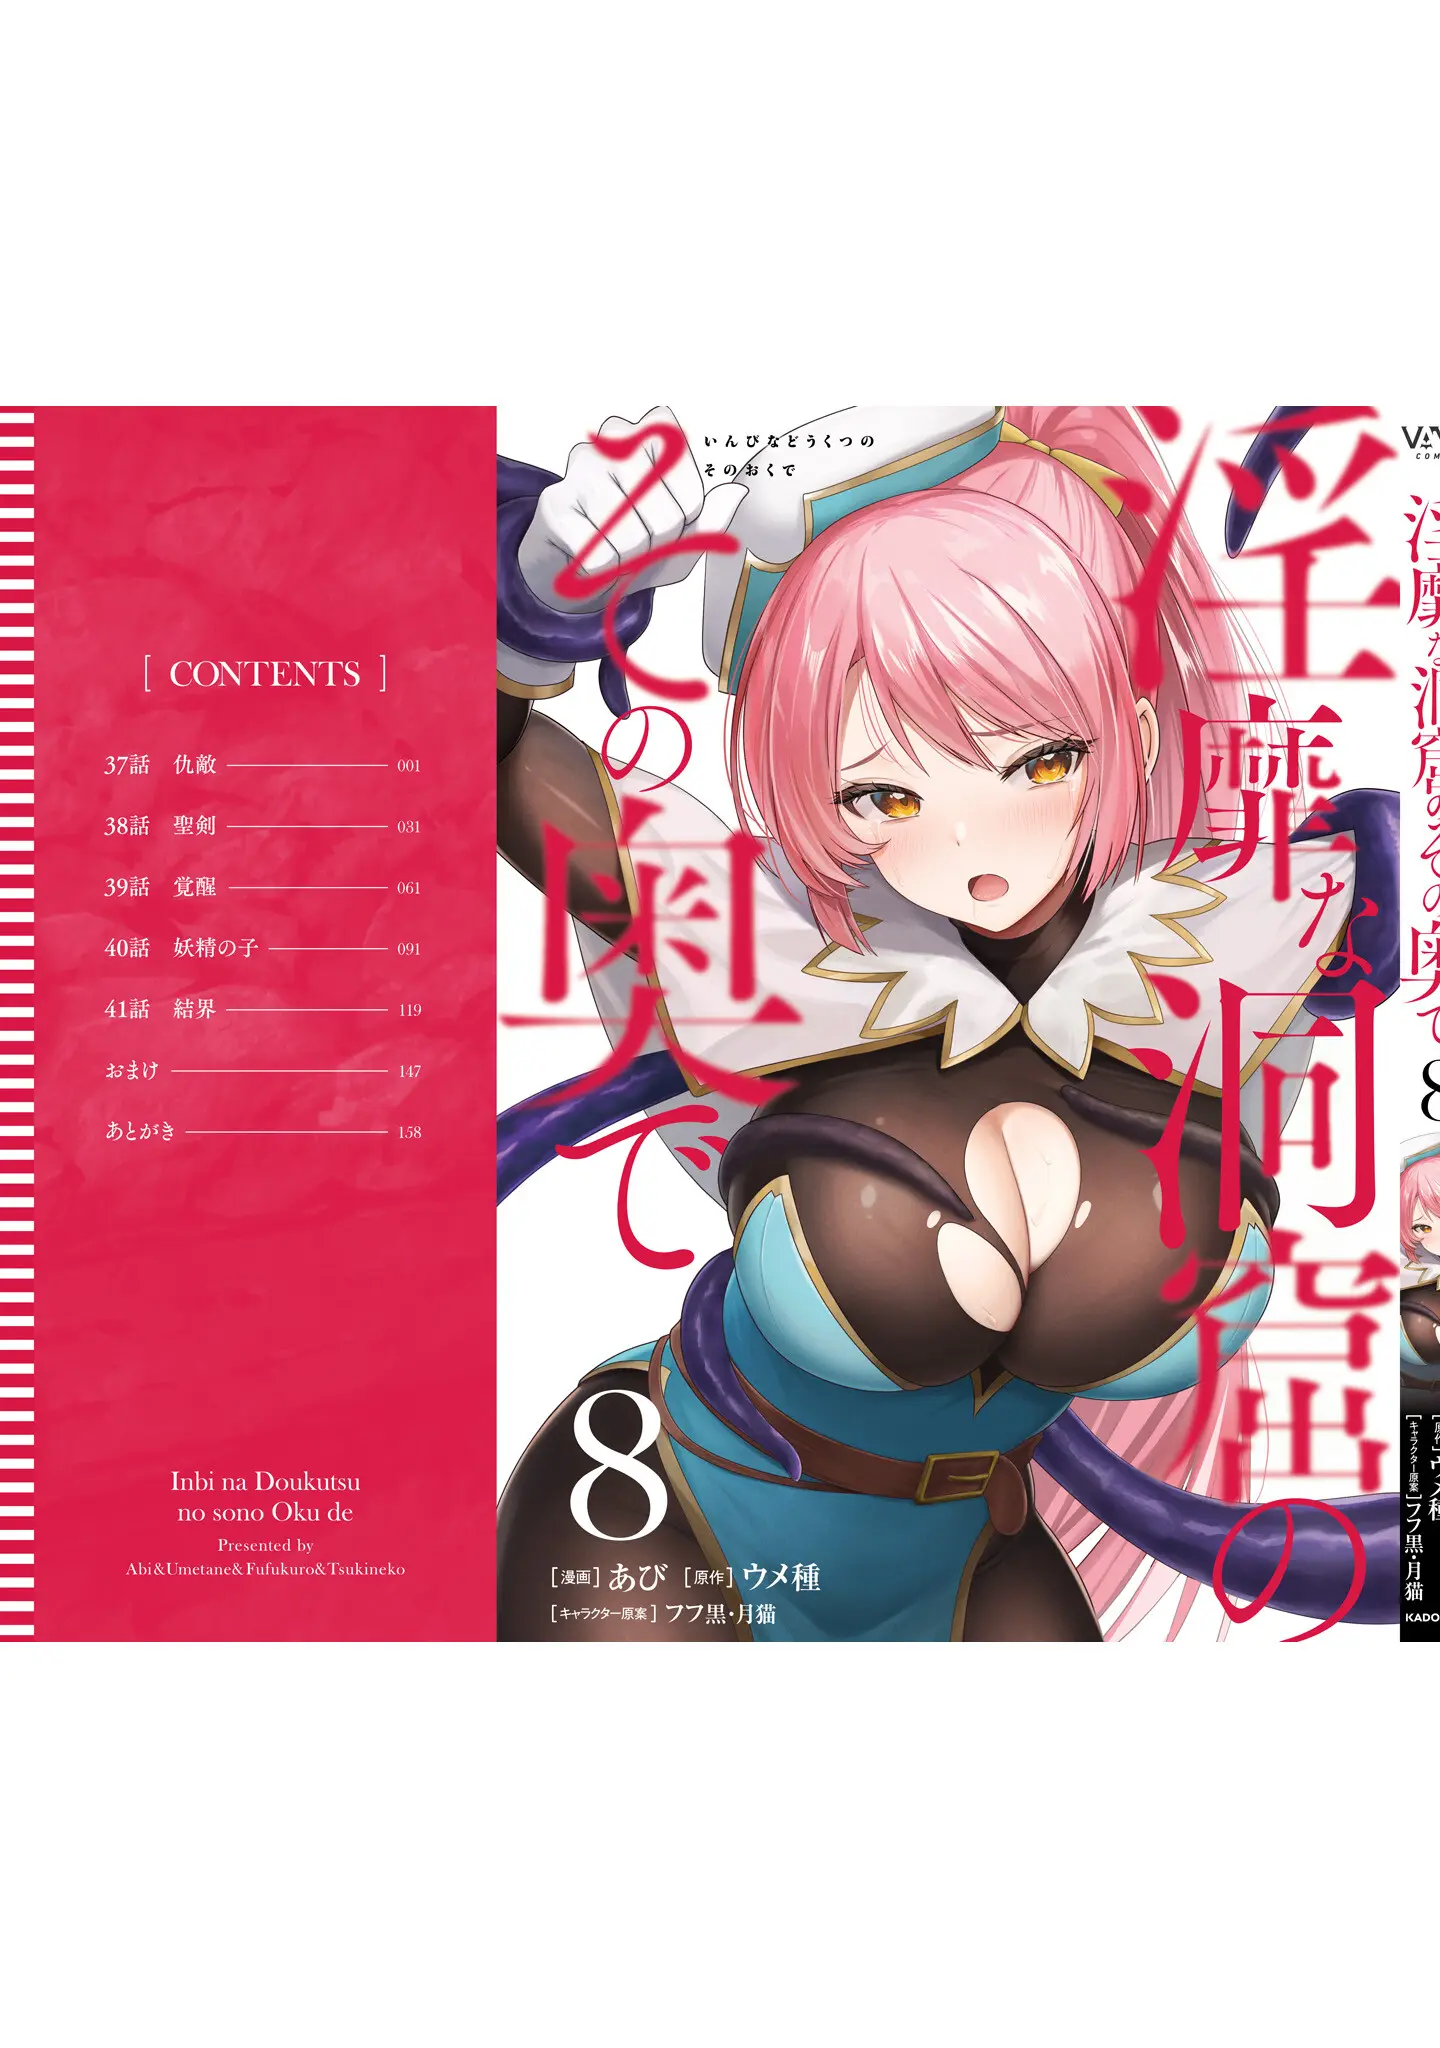 [ CONTENTS ]
37話 仇敵 001
38話 聖剣 031
39話 覚醒 061
40話 妖精の子 091
41話 結界 119
おまけ 147
あとがき 158
Inbi na Doukutsu
no sono Oku de
Presented by
Abi&Umetane&Fufukuro&Tsukineko
いんびなどうくつの
そのおくで
淫靡な洞窟の
その奥で
8
[漫画] あび [原作] ウメ種
[キャラクター原案] フフ黒・月猫
淫靡な洞窟のその奥で
8
[原作] ウメ種
[キャラクター原案] フフ黒・月猫